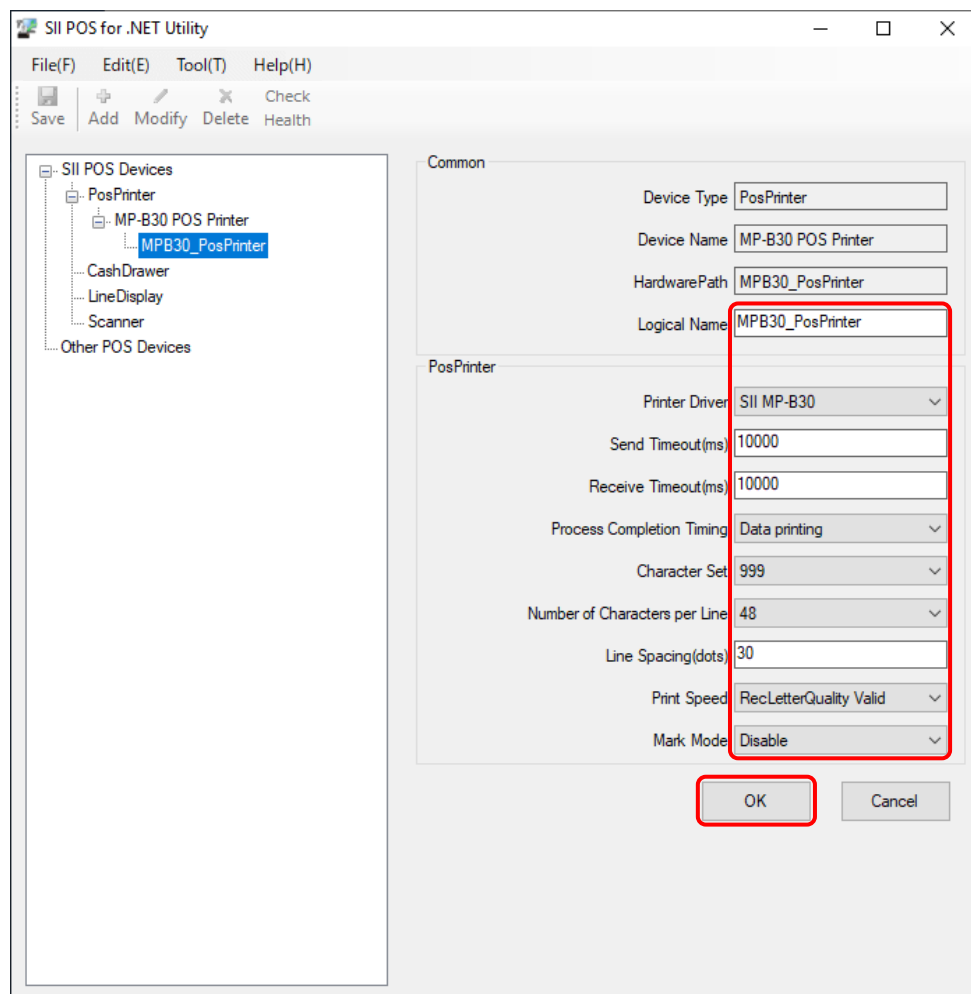 SII POS for .NET Utility
File(F) Edit(E) Tool(T) Help(H)
Save Add Modify Delete Check Health
SII POS Devices
PosPrinter
MP-B30 POS Printer
MPB30_PosPrinter
CashDrawer
LineDisplay
Scanner
Other POS Devices
Common
Device Type PosPrinter
Device Name MP-B30 POS Printer
HardwarePath MPB30_PosPrinter
Logical Name MPB30_PosPrinter
PosPrinter
Printer Driver SII MP-B30
Send Timeout(ms) 10000
Receive Timeout(ms) 10000
Process Completion Timing Data printing
Character Set 999
Number of Characters per Line 48
Line Spacing(dots) 30
Print Speed RecLetterQuality Valid
Mark Mode Disable
OK Cancel